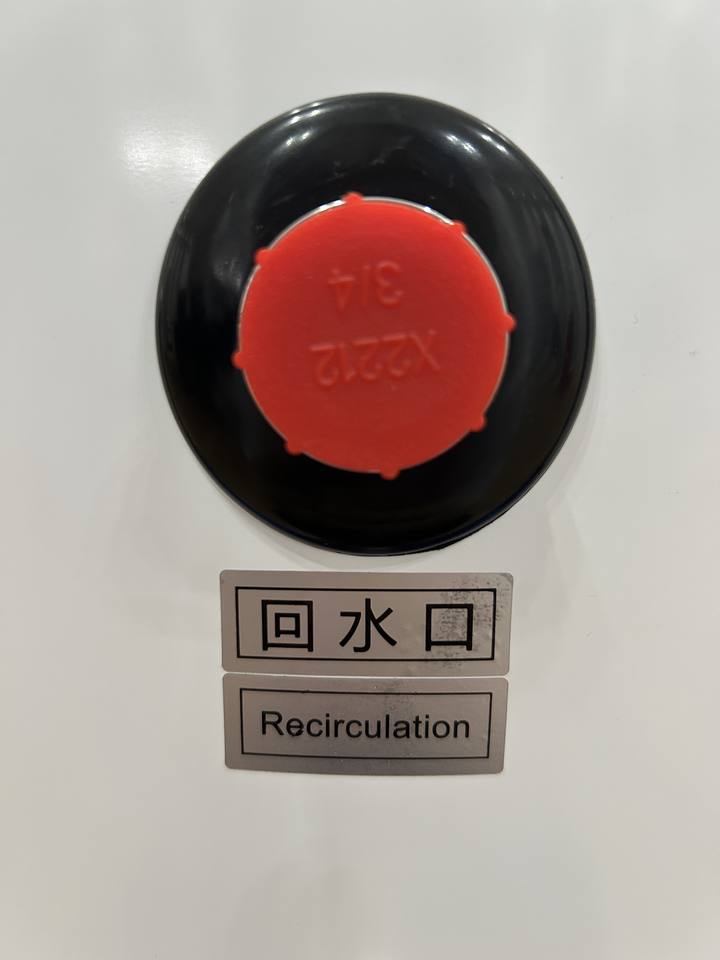 3/4
X2212
回水口
Recirculation